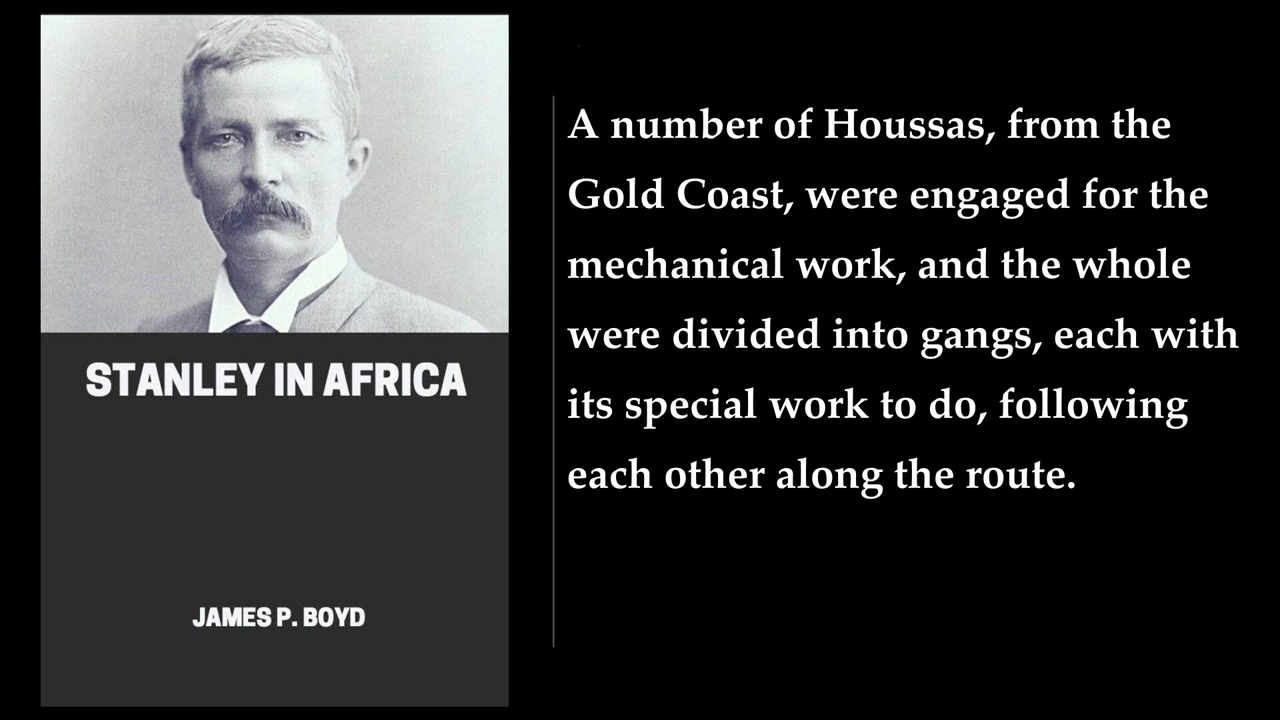 STANLEY IN AFRICA
JAMES P. BOYD
A number of Houssas, from the
Gold Coast, were engaged for the
mechanical work, and the whole
were divided into gangs, each with
its special work to do, following
each other along the route.